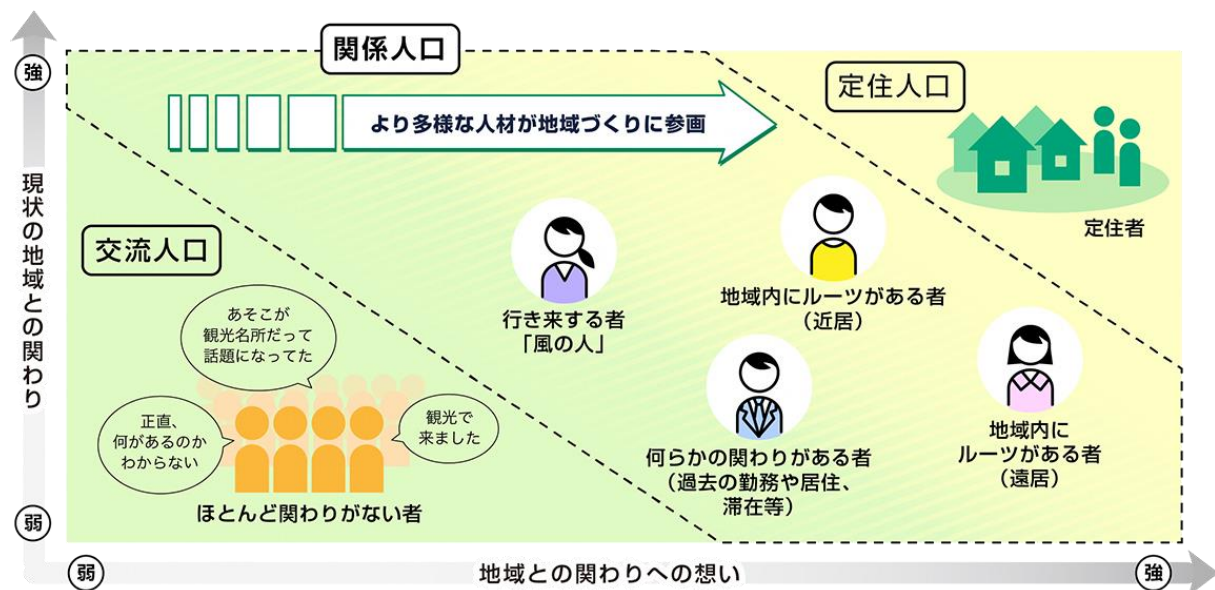 関係人口
強
より多様な人材が地域づくりに参画
定住人口
定住者
現状の地域との関わり
交流人口
あそこが
観光名所だって
話題になってた
正直、
何があるのか
わからない
観光で
来ました
ほとんど関わりがない者
行き来する者
「風の人」
地域内にルーツがある者
（近居）
何らかの関わりがある者
（過去の勤務や居住、
滞在等）
地域内に
ルーツがある者
（遠居）
弱
弱
地域との関わりへの想い
強